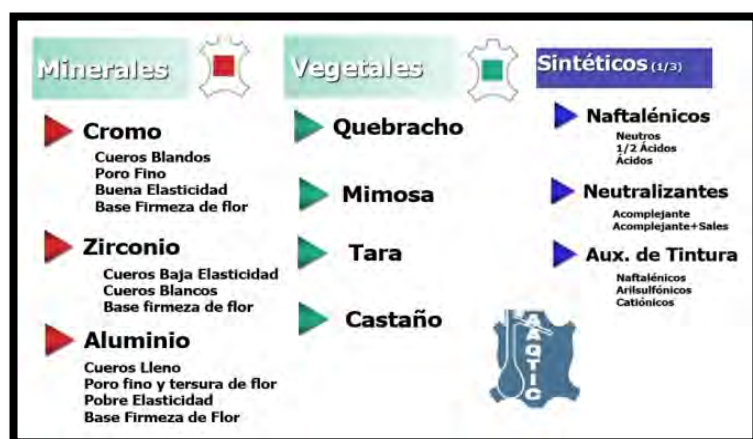 Minerales
Cromo
Cueros Blandos
Poro Fino
Buena Elasticidad
Base Firmeza de flor
Zirconio
Cueros Baja Elasticidad
Cueros Blancos
Base firmeza de flor
Aluminio
Cueros Lleno
Poro fino y tersura de flor
Pobre Elasticidad
Base Firmeza de Flor
Vegetales
Quebracho
Mimosa
Tara
Castaño
Sintéticos (1/3)
Naftalénicos
Neutros
1/2 Ácidos
Ácidos
Neutralizantes
Acomplejante
Acomplejante+Sales
Aux. de Tintura
Naftalénicos
Arilsulfónicos
Catiónicos
AAQTIC